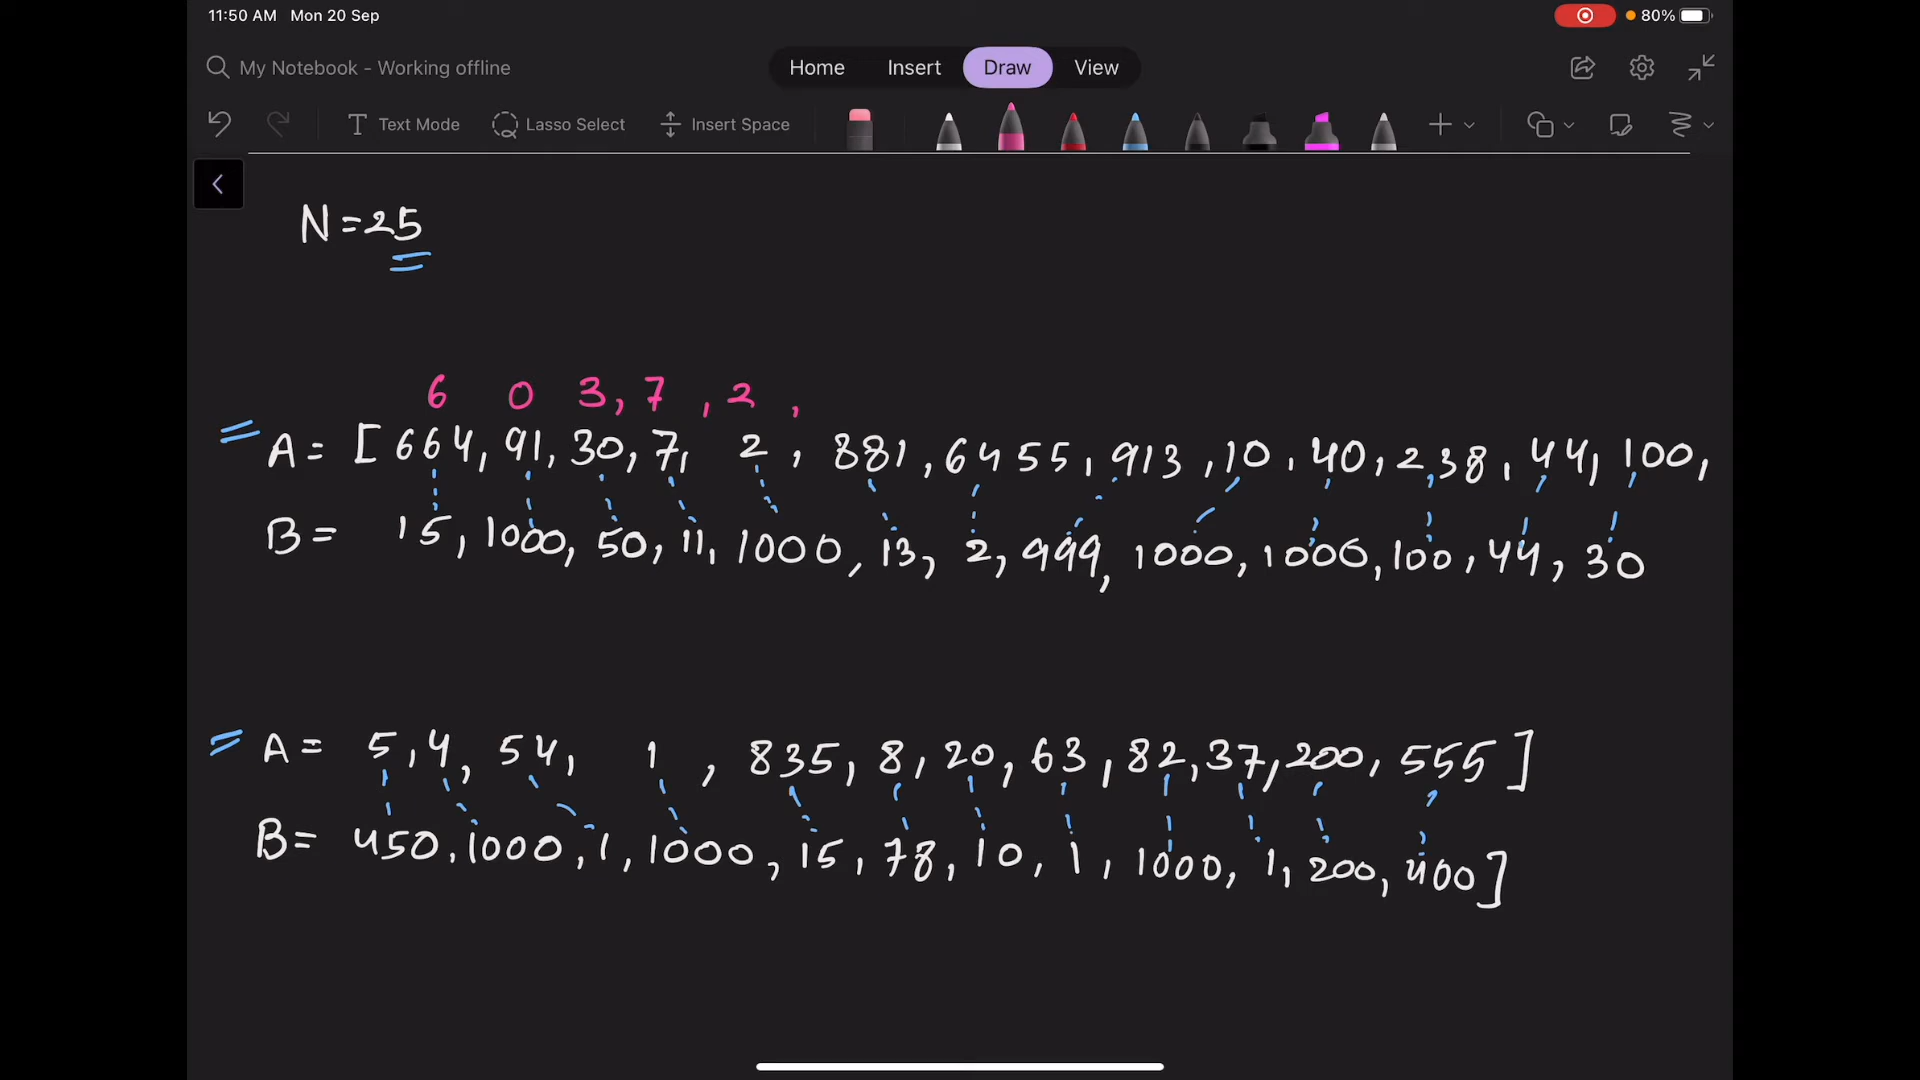 11:50 AM Mon 20 Sep 80%
My Notebook - Working offline Home Insert Draw View
Text Mode Lasso Select Insert Space
N=25
6 0 3, 7 , 2 ,
A = [ 664, 91, 30, 7, 2 , 881 , 6455 , 913 , 10 , 40 , 238 , 44 , 100 ,
B = 15, 1000, 50, 11, 1000 , 13, 2, 999, 1000, 1000, 100, 44, 30
A = 5 , 4 , 54 , 1 , 835, 8, 20, 63, 82, 37, 200, 555 ]
B = 450, 1000, 1, 1000, 15, 78, 10, 1, 1000, 1, 200, 400 ]